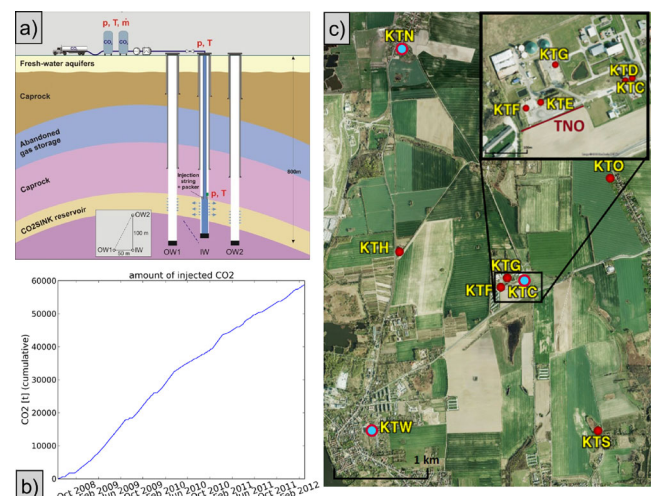 a)
p, T, ṁ
p, T
CO₂
CO₂
Fresh-water aquifers
Caprock
Abandoned
gas storage
Caprock
Injection
string
+ packer
p, T
CO2SINK reservoir
800m
OW2
100 m
OW1
IW
50 m
OW1
IW
OW2
amount of injected CO2
CO2 [t] (cumulative)
60000
50000
40000
30000
20000
10000
0
Oct 2008
Feb 2009
Jun 2009
Oct 2009
Feb 2010
Jun 2010
Oct 2010
Feb 2011
Jun 2011
Oct 2011
Feb 2012
b)
c)
KTN
KTG
KTD
KTC
KTF
KTE
TNO
KTO
KTH
KTG
KTF
KTC
KTW
KTS
1 km